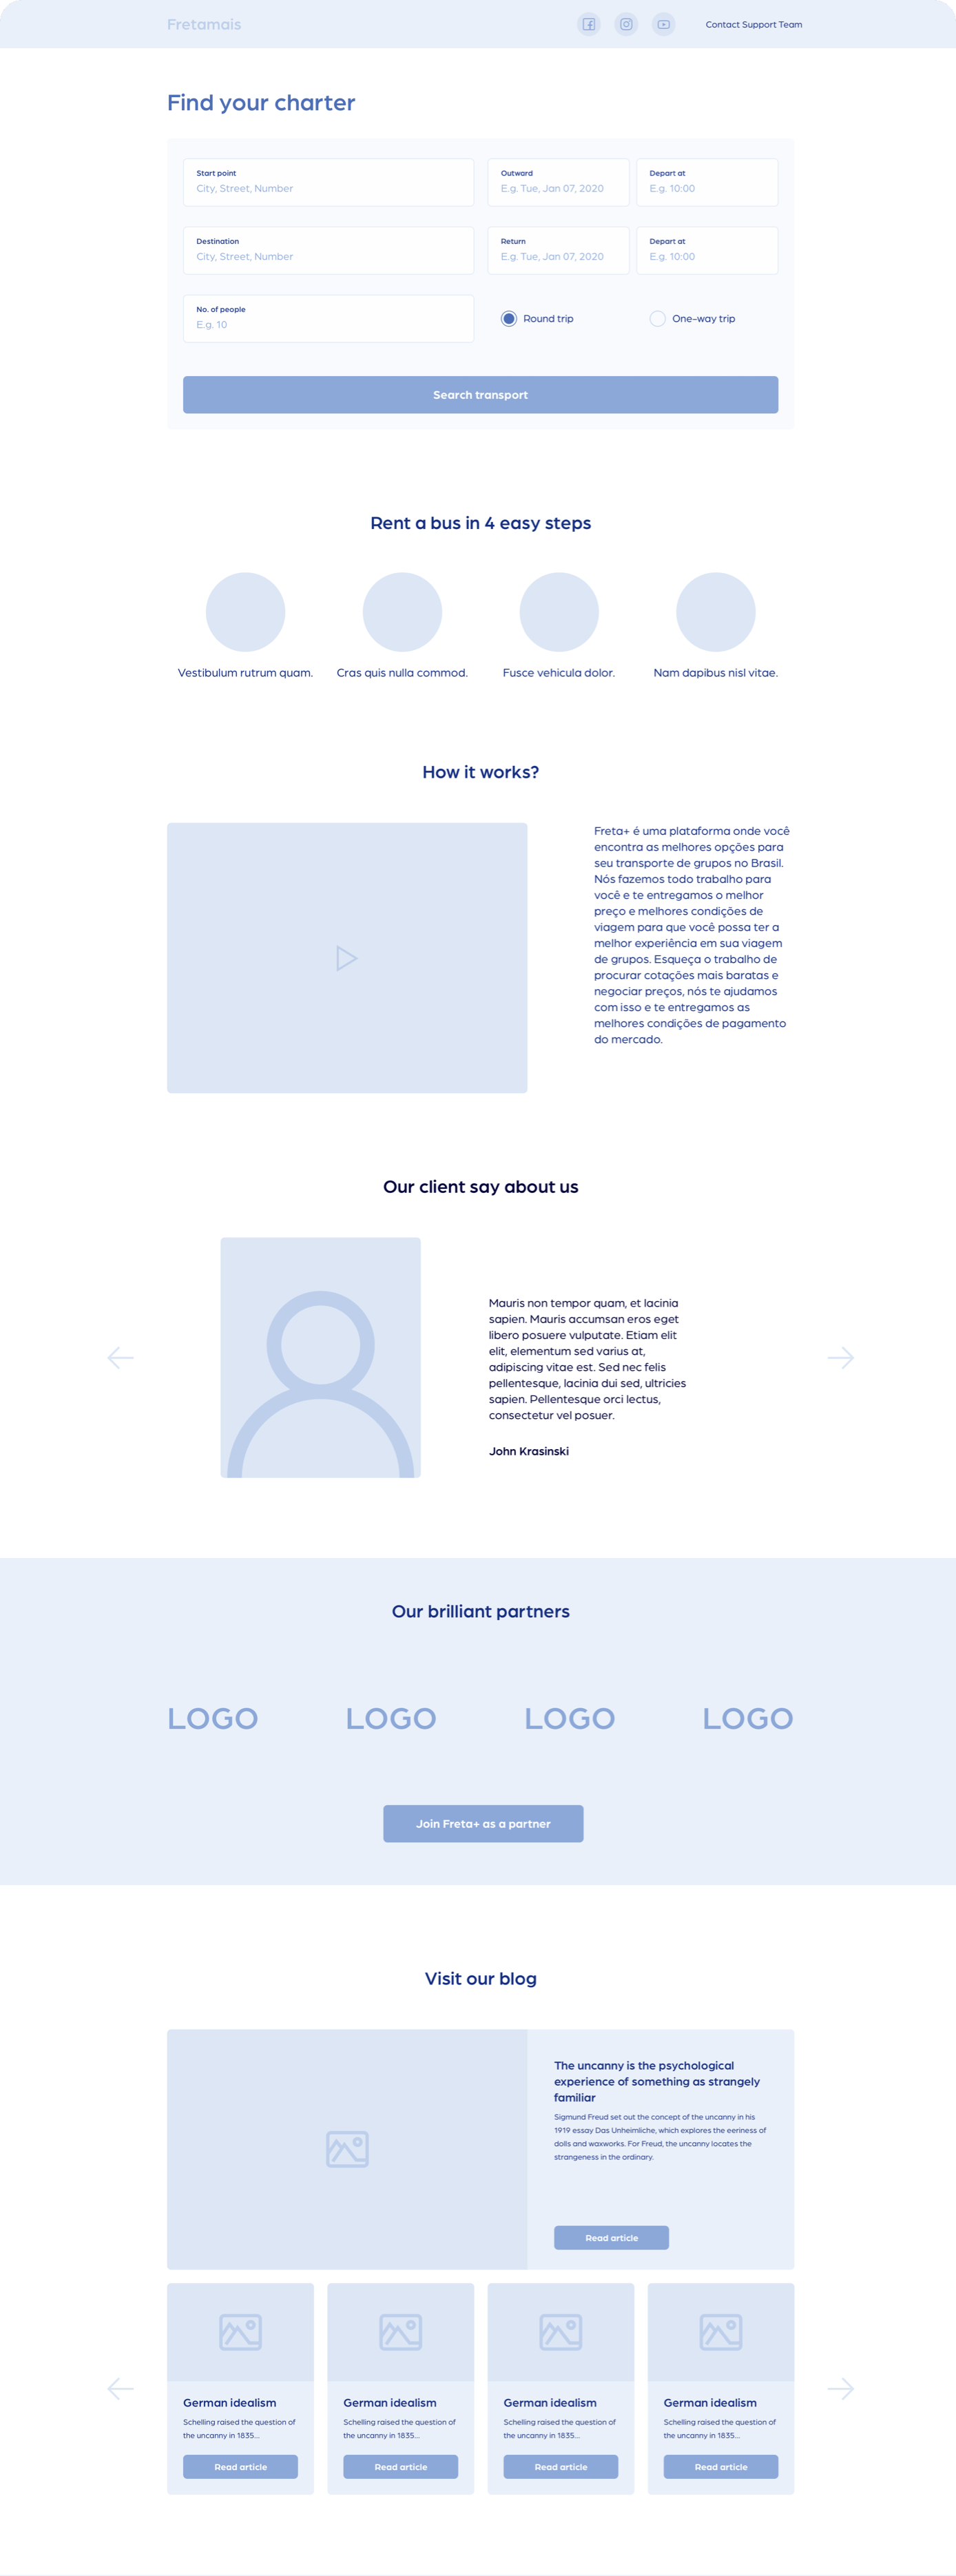 Fretamais
Contact Support Team
Find your charter
Start point
City, Street, Number
Outward
E.g. Tue, Jan 07, 2020
Depart at
E.g. 10:00
Destination
City, Street, Number
Return
E.g. Tue, Jan 07, 2020
Depart at
E.g. 10:00
No. of people
E.g. 10
Round trip
One-way trip
Search transport
Rent a bus in 4 easy steps
Vestibulum rutrum quam.
Cras quis nulla commod.
Fusce vehicula dolor.
Nam dapibus nisl vitae.
How it works?
Freta+ é uma plataforma onde você
encontra as melhores opções para
seu transporte de grupos no Brasil.
Nós fazemos todo trabalho para
você e te entregamos o melhor
preço e melhores condições de
viagem para que você possa ter a
melhor experiência em sua viagem
de grupos. Esqueça o trabalho de
procurar cotações mais baratas e
negociar preços, nós te ajudamos
com isso e te entregamos as
melhores condições de pagamento
do mercado.
Our client say about us
Mauris non tempor quam, et lacinia
sapien. Mauris accumsan eros eget
libero posuere vulputate. Etiam elit
elit, elementum sed varius at,
adipiscing vitae est. Sed nec felis
pellentesque, lacinia dui sed, ultricies
sapien. Pellentesque orci lectus,
consectetur vel posuer.
John Krasinski
Our brilliant partners
LOGO
LOGO
LOGO
LOGO
Join Freta+ as a partner
Visit our blog
The uncanny is the psychological
experience of something as strangely
familiar
Sigmund Freud set out the concept of the uncanny in his
1919 essay Das Unheimliche, which explores the eeriness of
dolls and waxworks. For Freud, the uncanny locates the
strangeness in the ordinary.
Read article
German idealism
Schelling raised the question of
the uncanny in 1835...
Read article
German idealism
Schelling raised the question of
the uncanny in 1835...
Read article
German idealism
Schelling raised the question of
the uncanny in 1835...
Read article
German idealism
Schelling raised the question of
the uncanny in 1835...
Read article